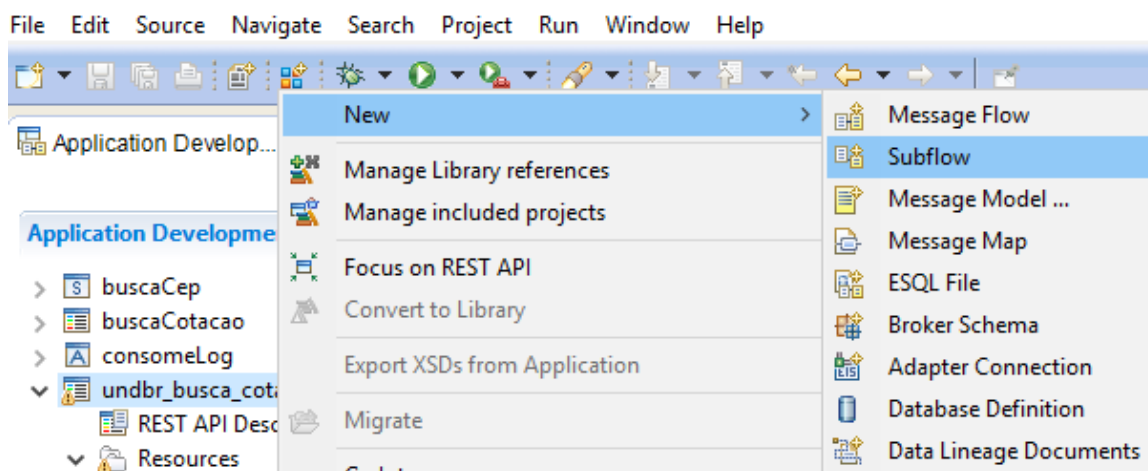 File Edit Source Navigate Search Project Run Window Help
Application Develop...
Application Developme
buscaCep
buscaCotacao
consomeLog
undbr_busca_cota
REST API Desc
Resources
New
Manage Library references
Manage included projects
Focus on REST API
Convert to Library
Export XSDs from Application
Migrate
Message Flow
Subflow
Message Model ...
Message Map
ESQL File
Broker Schema
Adapter Connection
Database Definition
Data Lineage Documents